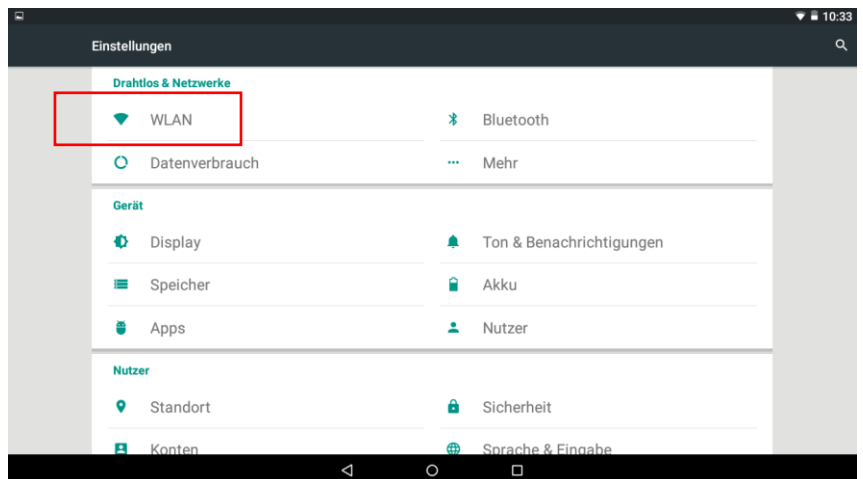 10:33
Einstellungen
Drahtlos & Netzwerke
WLAN
Bluetooth
Datenverbrauch
Mehr
Gerät
Display
Ton & Benachrichtigungen
Speicher
Akku
Apps
Nutzer
Nutzer
Standort
Sicherheit
Konten
Sprache & Eingabe